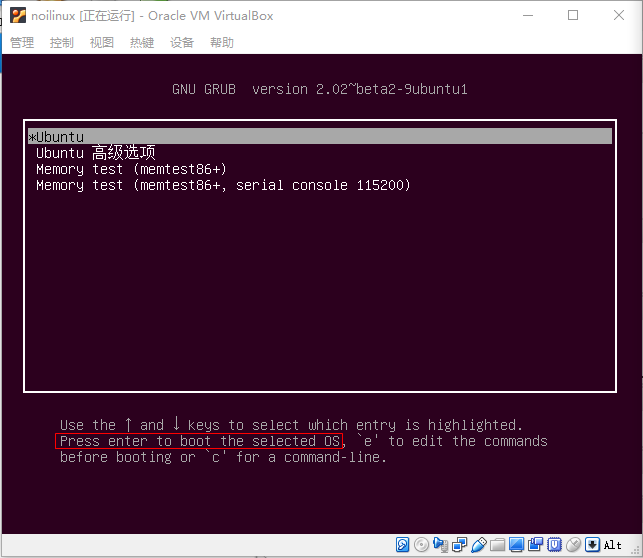 noilinux [正在运行] - Oracle VM VirtualBox
管理 控制 视图 热键 设备 帮助
GNU GRUB version 2.02~beta2-9ubuntu1
*Ubuntu
Ubuntu 高级选项
Memory test (memtest86+)
Memory test (memtest86+, serial console 115200)
Use the ↑ and ↓ keys to select which entry is highlighted.
Press enter to boot the selected OS, `e' to edit the commands
before booting or `c' for a command-line.
Alt